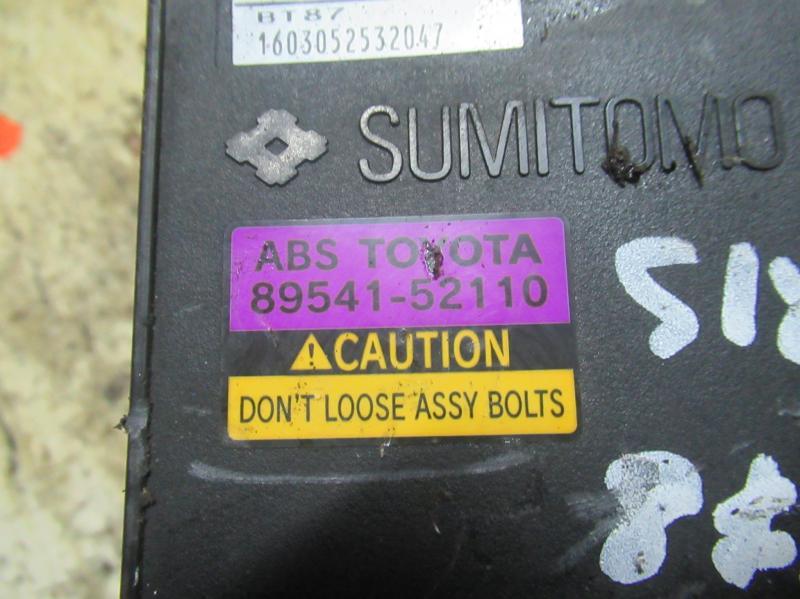 BT87
1603052532047
SUMITOMO
ABS TOYOTA
89541-52110
CAUTION
DON'T LOOSE ASSY BOLTS